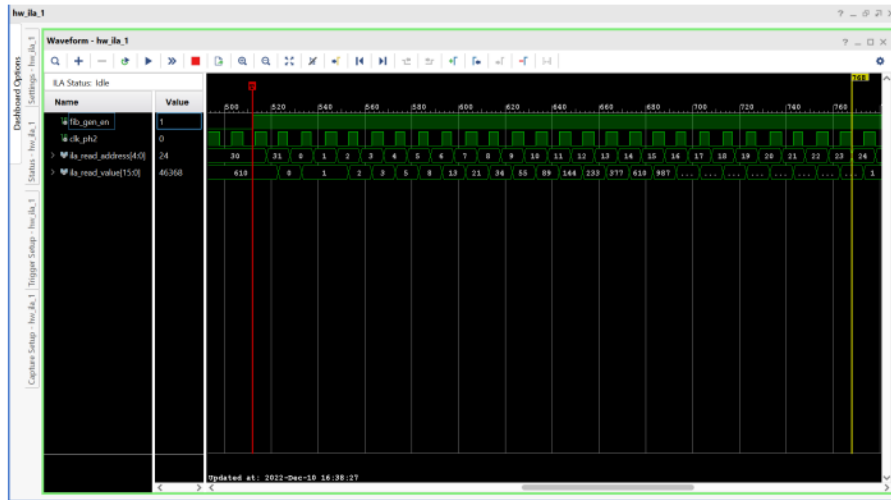 hw_ila_1
Waveform - hw_ila_1
ILA Status: Idle
Name Value
fib_gen_en 1
clk_ph2 0
ila_read_address[4:0] 24
ila_read_value[15:0] 46368
768
500 520 540 560 580 600 620 640 660 680 700 720 740 760
30 31 0 1 2 3 4 5 6 7 8 9 10 11 12 13 14 15 16 17 18 19 20 21 22 23 24
610 0 1 2 3 5 8 13 21 34 55 89 144 233 377 610 987 ... ... ... ... ... ... ... 1
Updated at: 2022-Dec-10 16:38:27
Dashboard Options
Settings - hw_ila_1
Status - hw_ila_1
Trigger Setup - hw_ila_1
Capture Setup - hw_ila_1